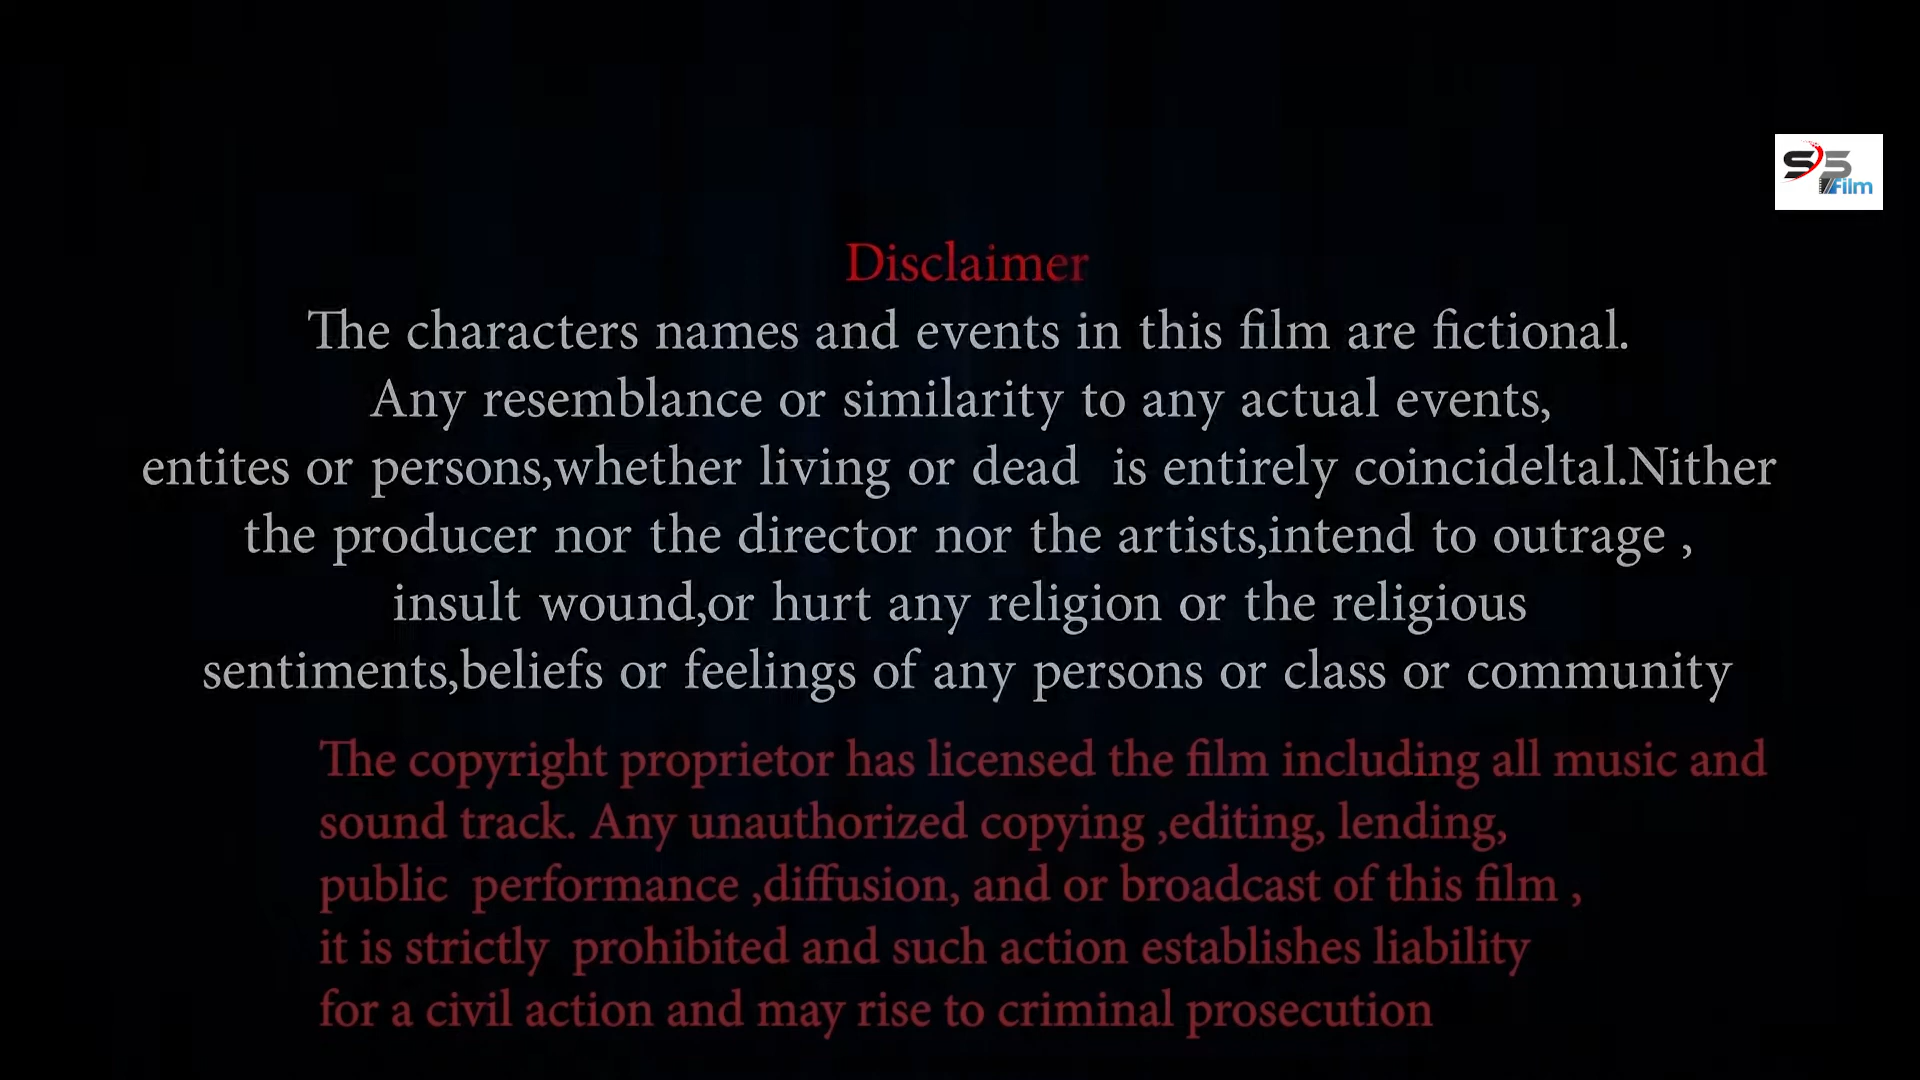 SS
Film
Disclaimer
The characters names and events in this film are fictional.
Any resemblance or similarity to any actual events,
entites or persons,whether living or dead  is entirely coincideltal.Nither
the producer nor the director nor the artists,intend to outrage ,
insult wound,or hurt any religion or the religious
sentiments,beliefs or feelings of any persons or class or community
The copyright proprietor has licensed the film including all music and
sound track. Any unauthorized copying ,editing, lending,
public  performance ,diffusion, and or broadcast of this film ,
it is strictly  prohibited and such action establishes liability
for a civil action and may rise to criminal prosecution